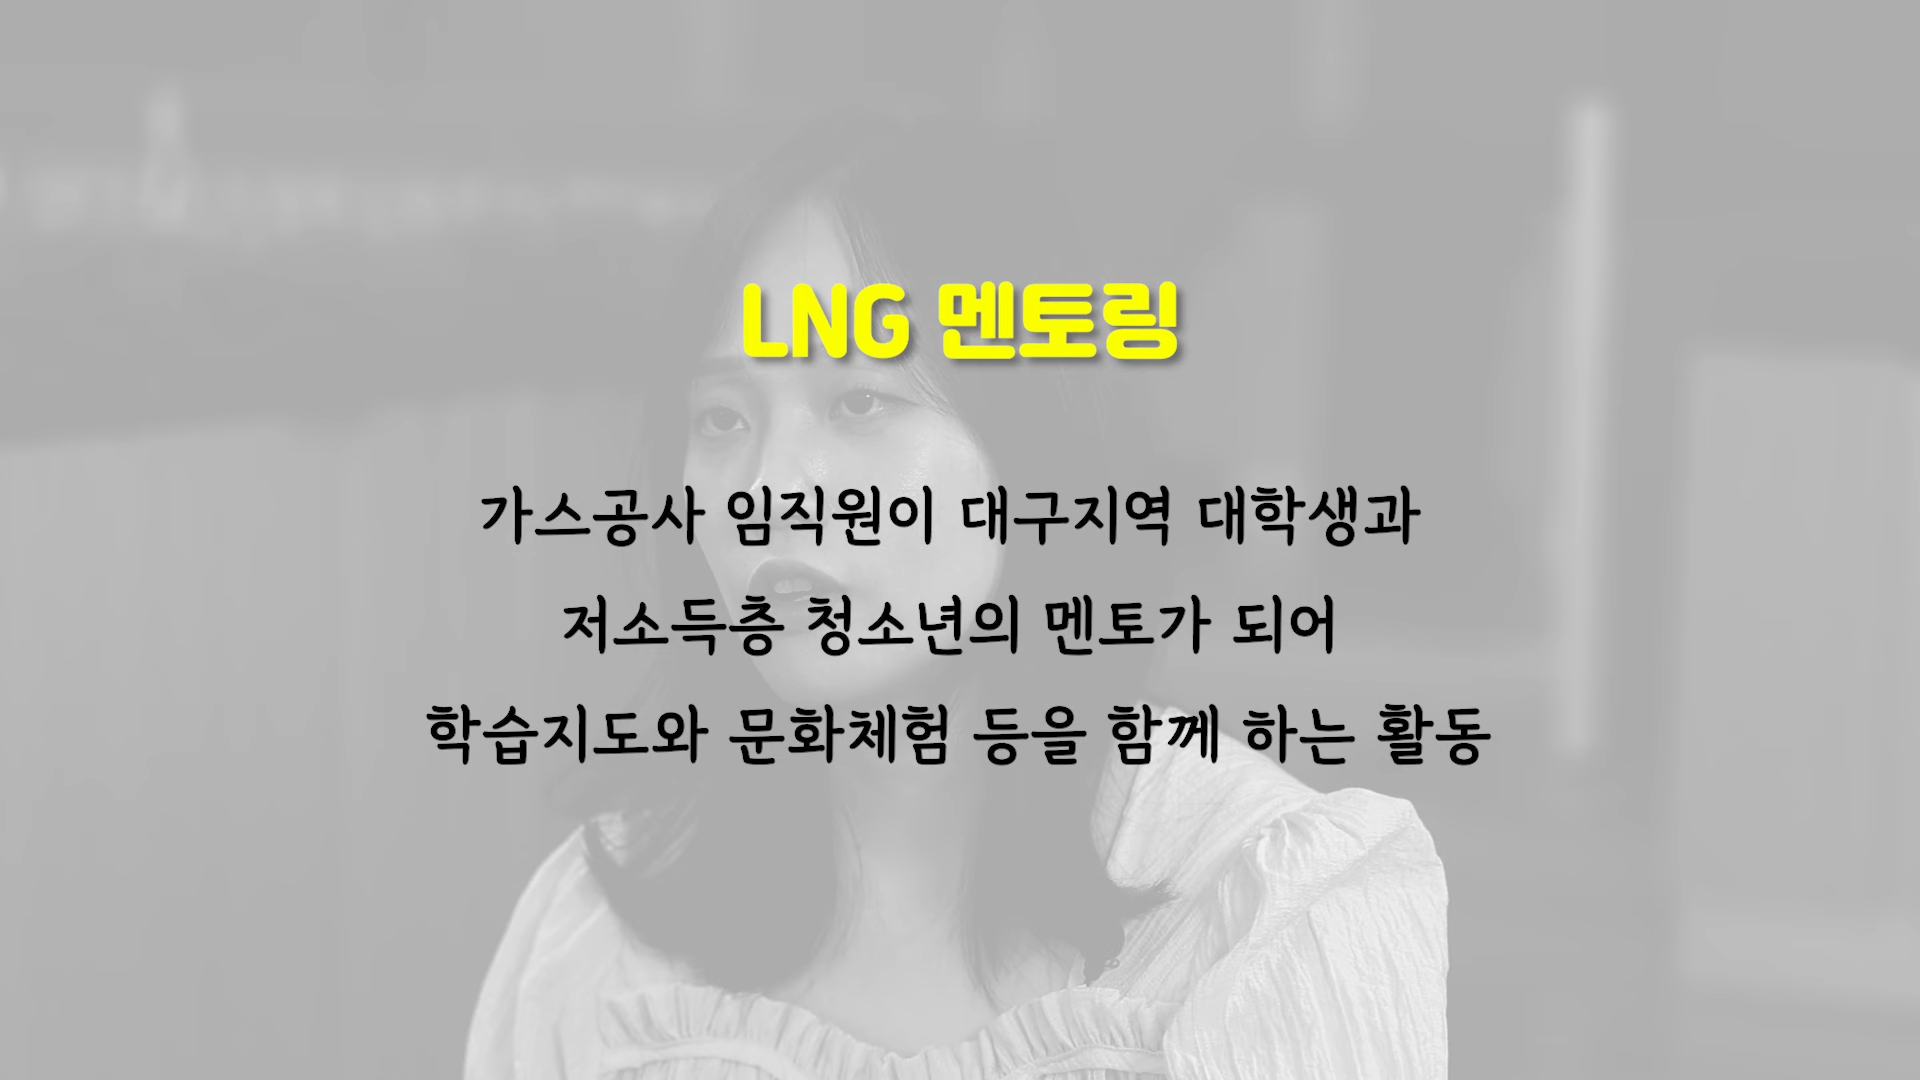 LNG 멘토링
가스공사 임직원이 대구지역 대학생과
저소득층 청소년의 멘토가 되어
학습지도와 문화체험 등을 함께 하는 활동